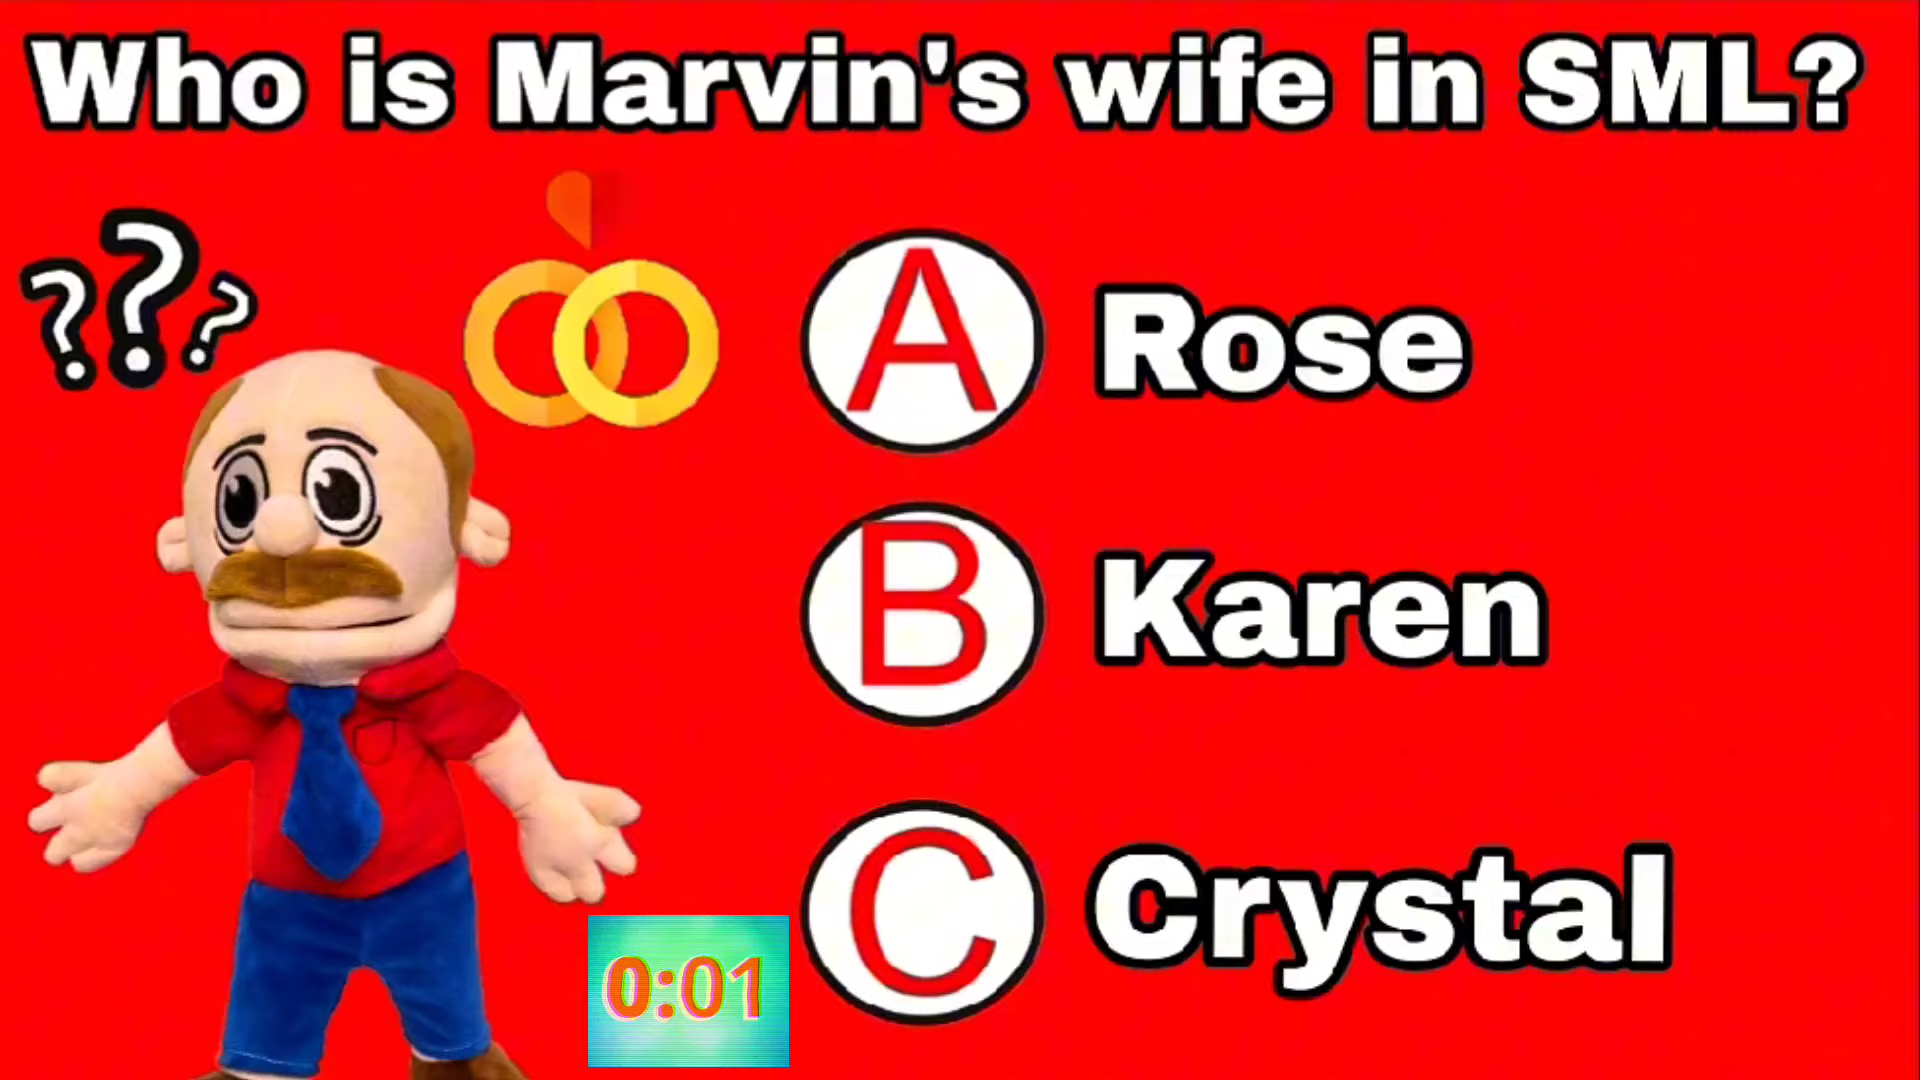 Who is Marvin's wife in SML?
???
A Rose
B Karen
C Crystal
0:01